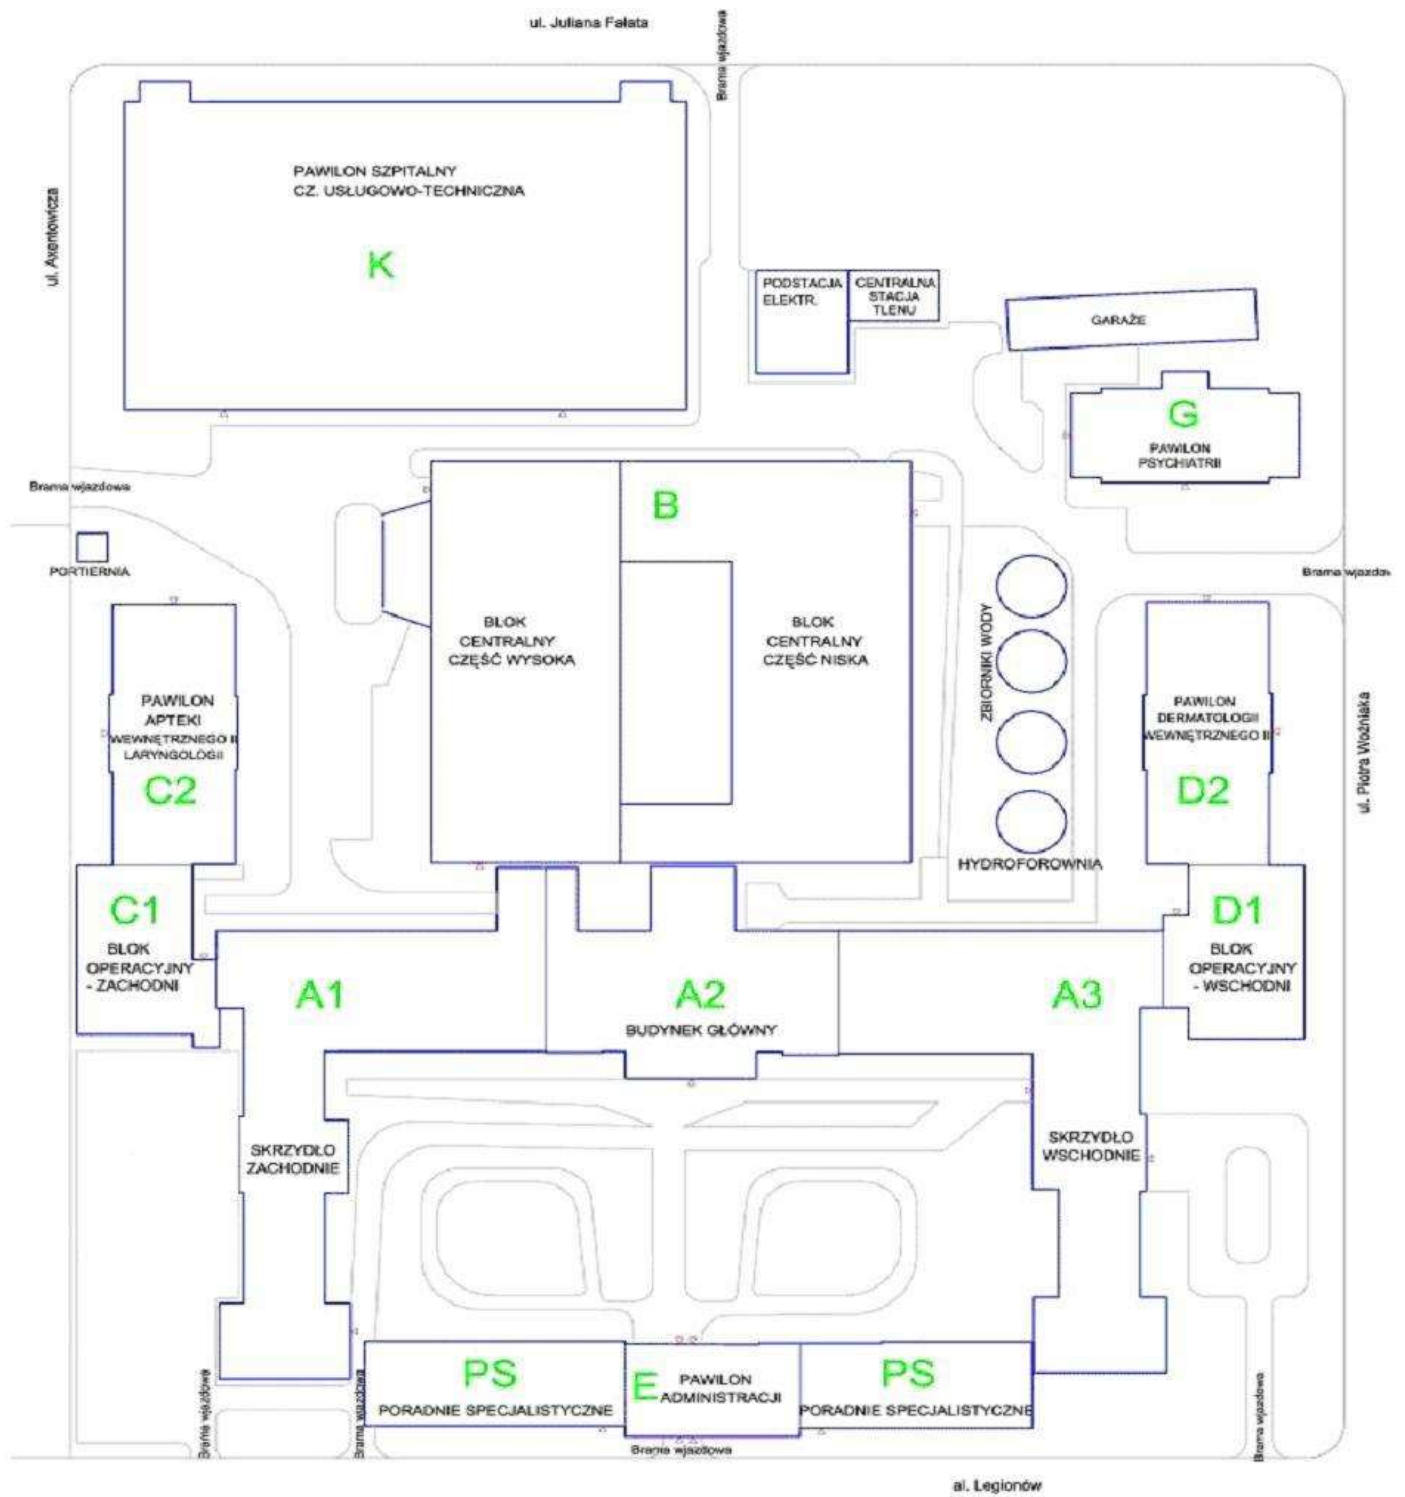 ul. Juliana Fałata
Brama wjazdowa
PAWILON SZPITALNY
CZ. USŁUGOWO-TECHNICZNA
ul. Axentowicza
K
PODSTACJA
ELEKTR.
CENTRALNA
STACJA
TLENU
GARAŻE
G
PAWILON
PSYCHIATRII
Brama wjazdowa
B
PORTIERNIA
Brama wjazdow
BLOK
CENTRALNY
CZĘŚĆ WYSOKA
BLOK
CENTRALNY
CZĘŚĆ NISKA
ZBIORNIKI WODY
PAWILON
APTEKI
WEWNĘTRZNEGO II
LARYNGOLOGII
C2
PAWILON
DERMATOLOGII
WEWNĘTRZNEGO II
D2
ul. Piotra Woźniaka
HYDROFOROWNIA
C1
BLOK
OPERACYJNY
- ZACHODNI
D1
BLOK
OPERACYJNY
- WSCHODNI
A1
A2
BUDYNEK GŁÓWNY
A3
SKRZYDŁO
ZACHODNIE
SKRZYDŁO
WSCHODNIE
PS
PORADNIE SPECJALISTYCZNE
E
PAWILON
ADMINISTRACJI
PS
PORADNIE SPECJALISTYCZNE
Brama wjazdowa
Brama wjazdowa
Brama wjazdowa
Brama wjazdowa
al. Legionów